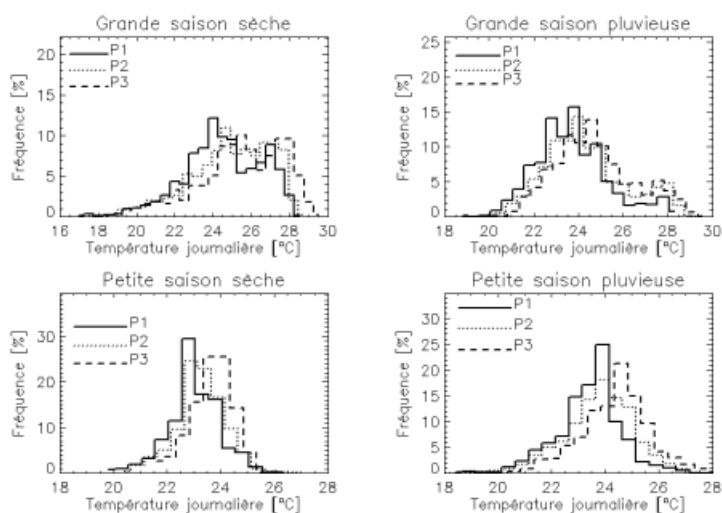 Grande saison sèche
Fréquence [%]
20
15
10
5
0
P1
P2
P3
16 18 20 22 24 26 28 30
Température journalière [°C]
Grande saison pluvieuse
Fréquence [%]
25
20
15
10
5
0
P1
P2
P3
18 20 22 24 26 28 30
Température journalière [°C]
Petite saison sèche
Fréquence [%]
30
20
10
0
P1
P2
P3
18 20 22 24 26 28
Température journalière [°C]
Petite saison pluvieuse
Fréquence [%]
35
30
25
20
15
10
5
0
P1
P2
P3
18 20 22 24 26 28
Température journalière [°C]